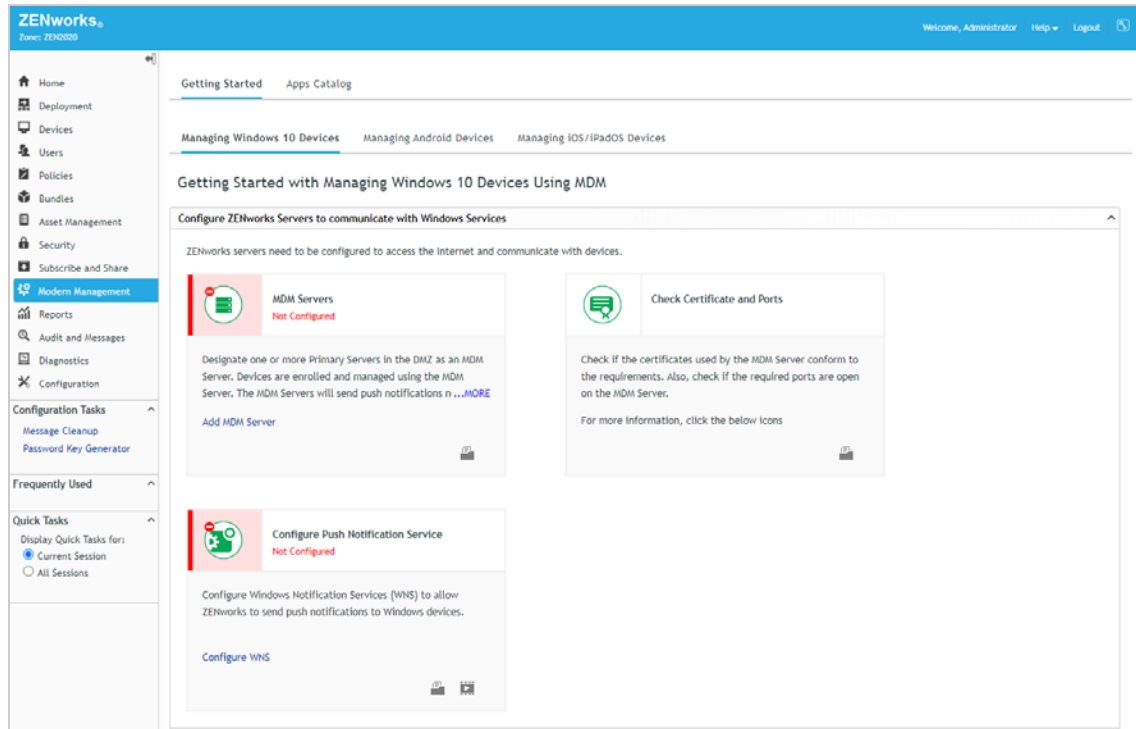 ZENworks®
Zone: ZEN2020
Welcome, Administrator Help Logout
Home
Deployment
Devices
Users
Policies
Bundles
Asset Management
Security
Subscribe and Share
Modern Management
Reports
Audit and Messages
Diagnostics
Configuration
Configuration Tasks
Message Cleanup
Password Key Generator
Frequently Used
Quick Tasks
Display Quick Tasks for:
Current Session
All Sessions
Getting Started Apps Catalog
Managing Windows 10 Devices Managing Android Devices Managing iOS/iPadOS Devices
Getting Started with Managing Windows 10 Devices Using MDM
Configure ZENworks Servers to communicate with Windows Services
ZENworks servers need to be configured to access the internet and communicate with devices.
MDM Servers
Not Configured
Designate one or more Primary Servers in the DMZ as an MDM
Server. Devices are enrolled and managed using the MDM
Server. The MDM Servers will send push notifications n ...MORE
Add MDM Server
Check Certificate and Ports
Check if the certificates used by the MDM Server conform to
the requirements. Also, check if the required ports are open
on the MDM Server.
For more information, click the below icons
Configure Push Notification Service
Not Configured
Configure Windows Notification Services (WNS) to allow
ZENworks to send push notifications to Windows devices.
Configure WNS